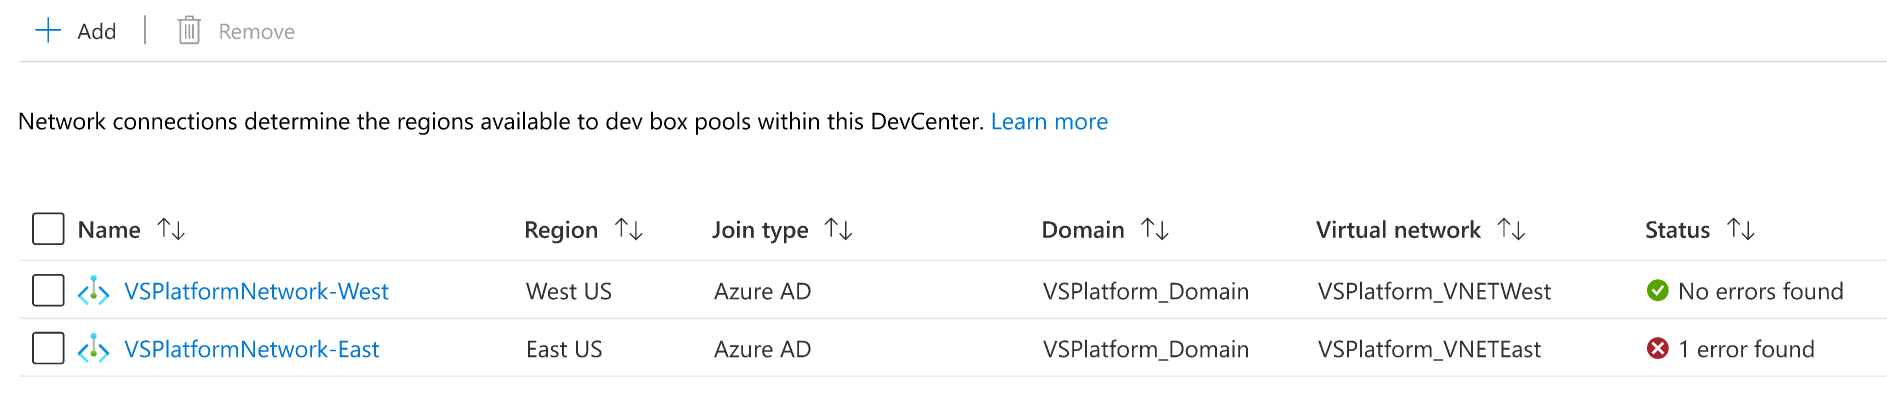 Add Remove
Network connections determine the regions available to dev box pools within this DevCenter. Learn more
Name Region Join type Domain Virtual network Status
VSPlatformNetwork-West West US Azure AD VSPlatform_Domain VSPlatform_VNETWest No errors found
VSPlatformNetwork-East East US Azure AD VSPlatform_Domain VSPlatform_VNETEast 1 error found